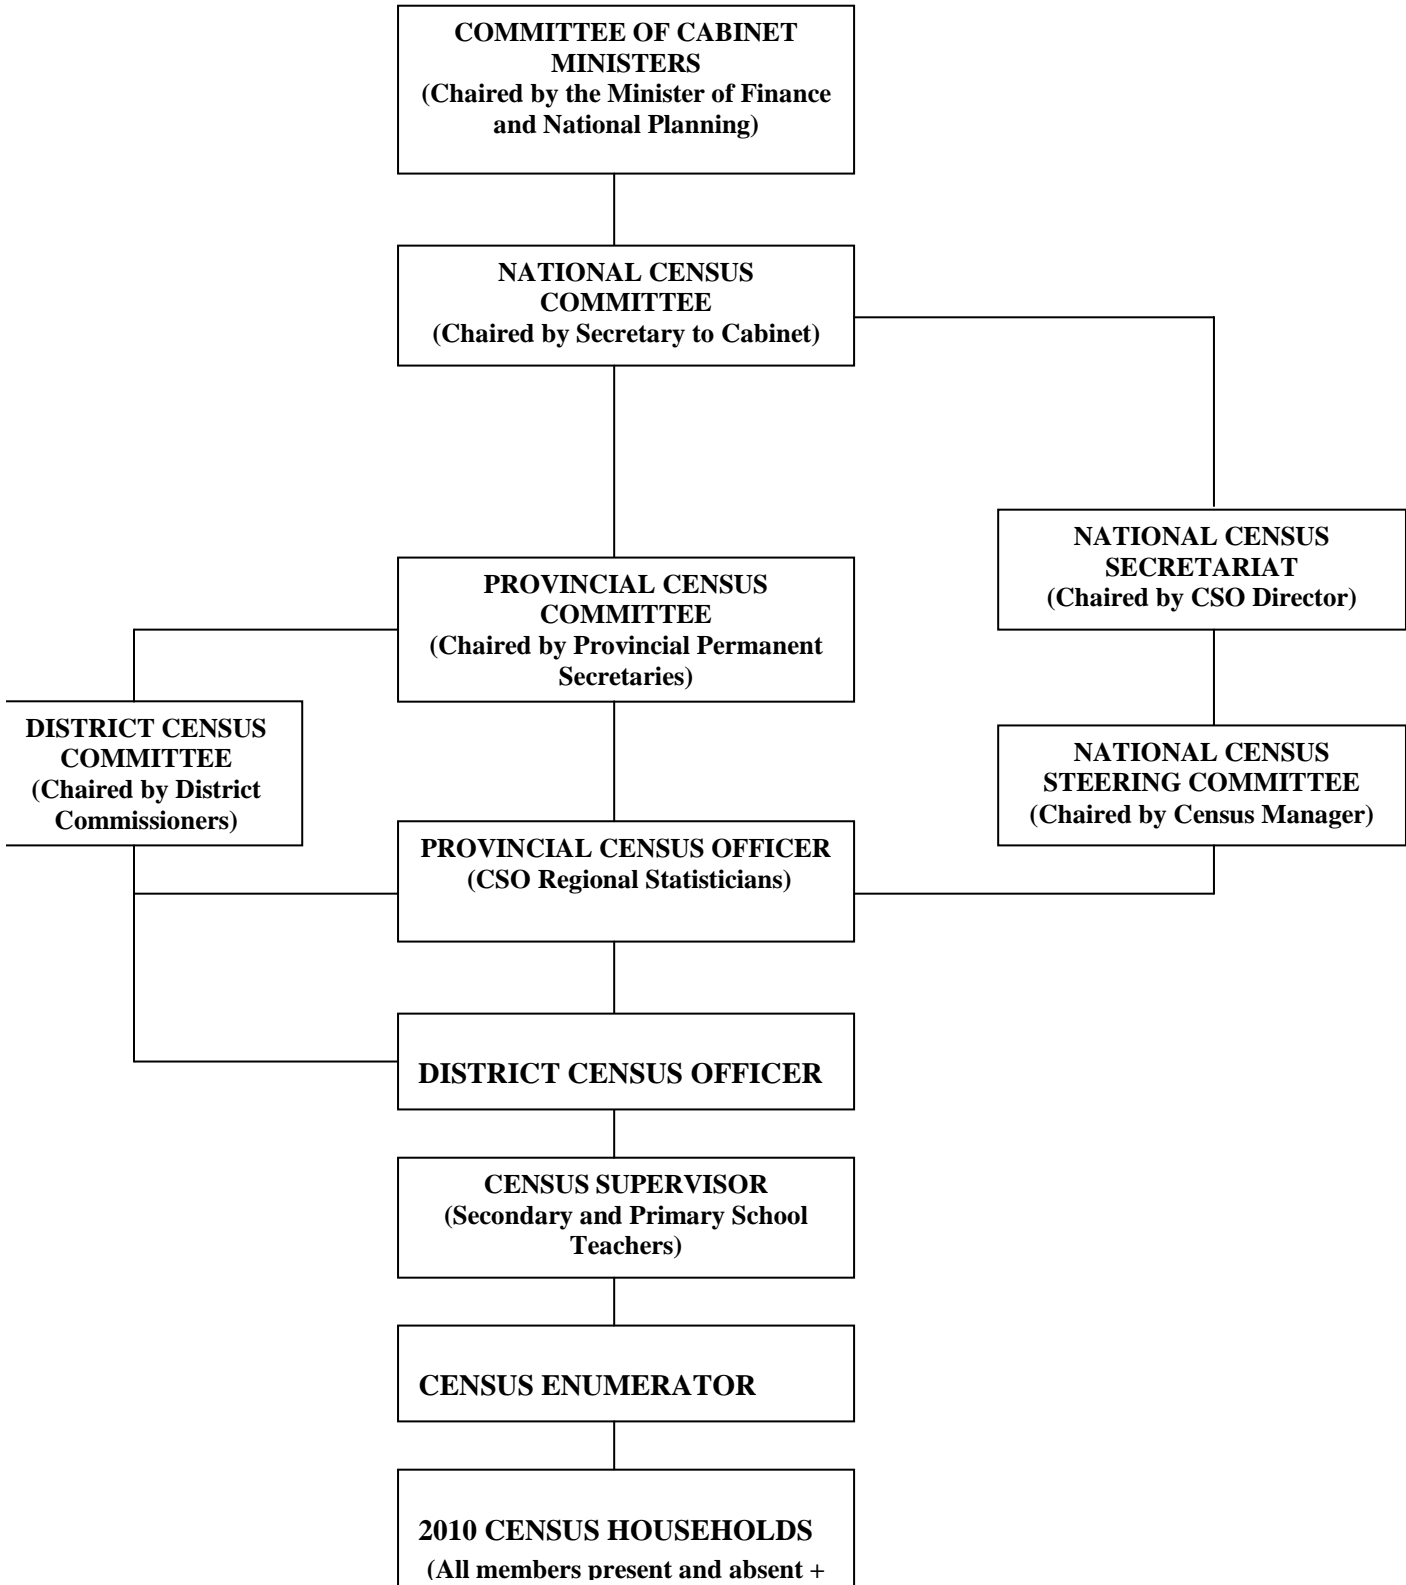 COMMITTEE OF CABINET
MINISTERS
(Chaired by the Minister of Finance
and National Planning)
NATIONAL CENSUS
COMMITTEE
(Chaired by Secretary to Cabinet)
NATIONAL CENSUS
SECRETARIAT
(Chaired by CSO Director)
PROVINCIAL CENSUS
COMMITTEE
(Chaired by Provincial Permanent
Secretaries)
DISTRICT CENSUS
COMMITTEE
(Chaired by District
Commissioners)
NATIONAL CENSUS
STEERING COMMITTEE
(Chaired by Census Manager)
PROVINCIAL CENSUS OFFICER
(CSO Regional Statisticians)
DISTRICT CENSUS OFFICER
CENSUS SUPERVISOR
(Secondary and Primary School
Teachers)
CENSUS ENUMERATOR
2010 CENSUS HOUSEHOLDS
(All members present and absent +